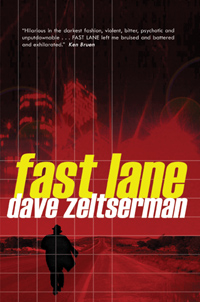 "Hilarious in the darkest fashion, violent, bitter, psychotic and
unputdownable . . . FAST LANE left me bruised and battered
and exhilarated." Ken Bruen
fast lane
dave zeltserman